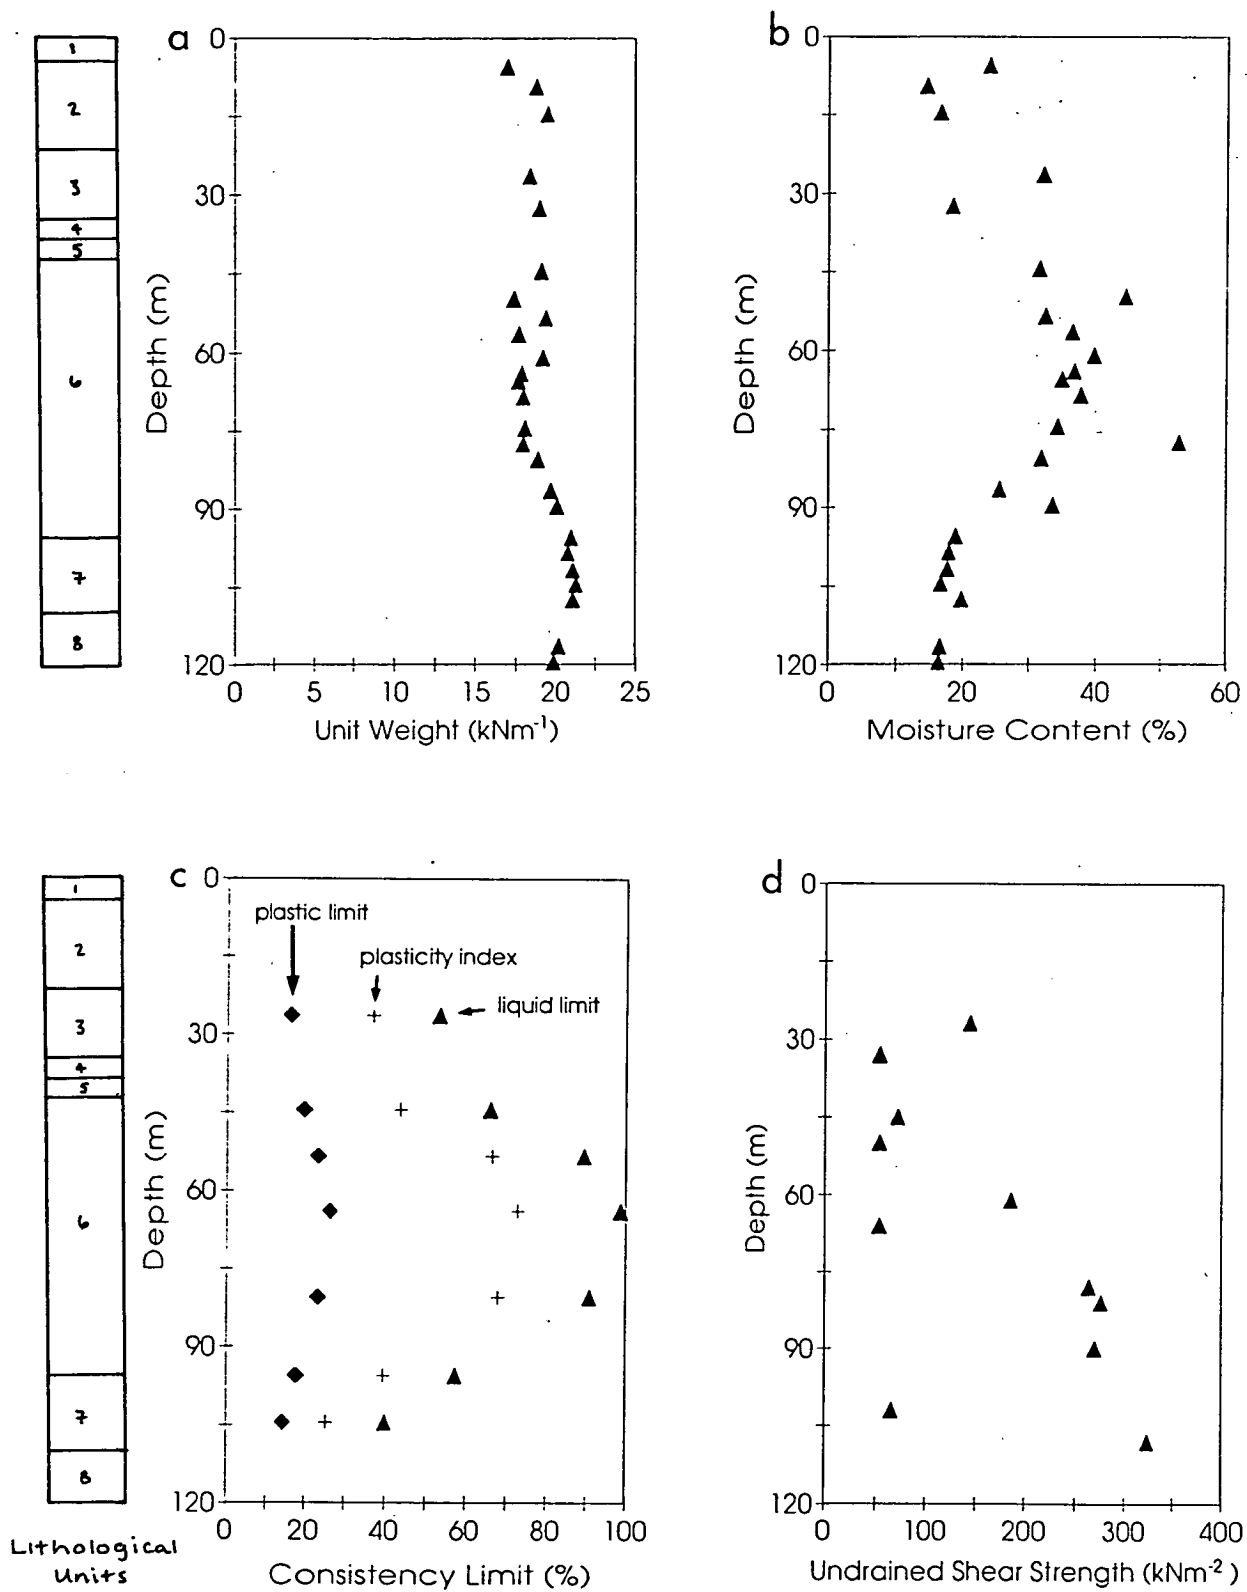 a
b
1
2
3
4
5
6
7
8
0
30
60
90
120
Depth (m)
0 5 10 15 20 25
Unit Weight (kNm⁻¹)
0
30
60
90
120
Depth (m)
0 20 40 60
Moisture Content (%)
c
d
1
2
3
4
5
6
7
8
Lithological
Units
0
30
60
90
120
Depth (m)
plastic limit
plasticity index
liquid limit
0 20 40 60 80 100
Consistency Limit (%)
0
30
60
90
120
Depth (m)
0 100 200 300 400
Undrained Shear Strength (kNm⁻²)